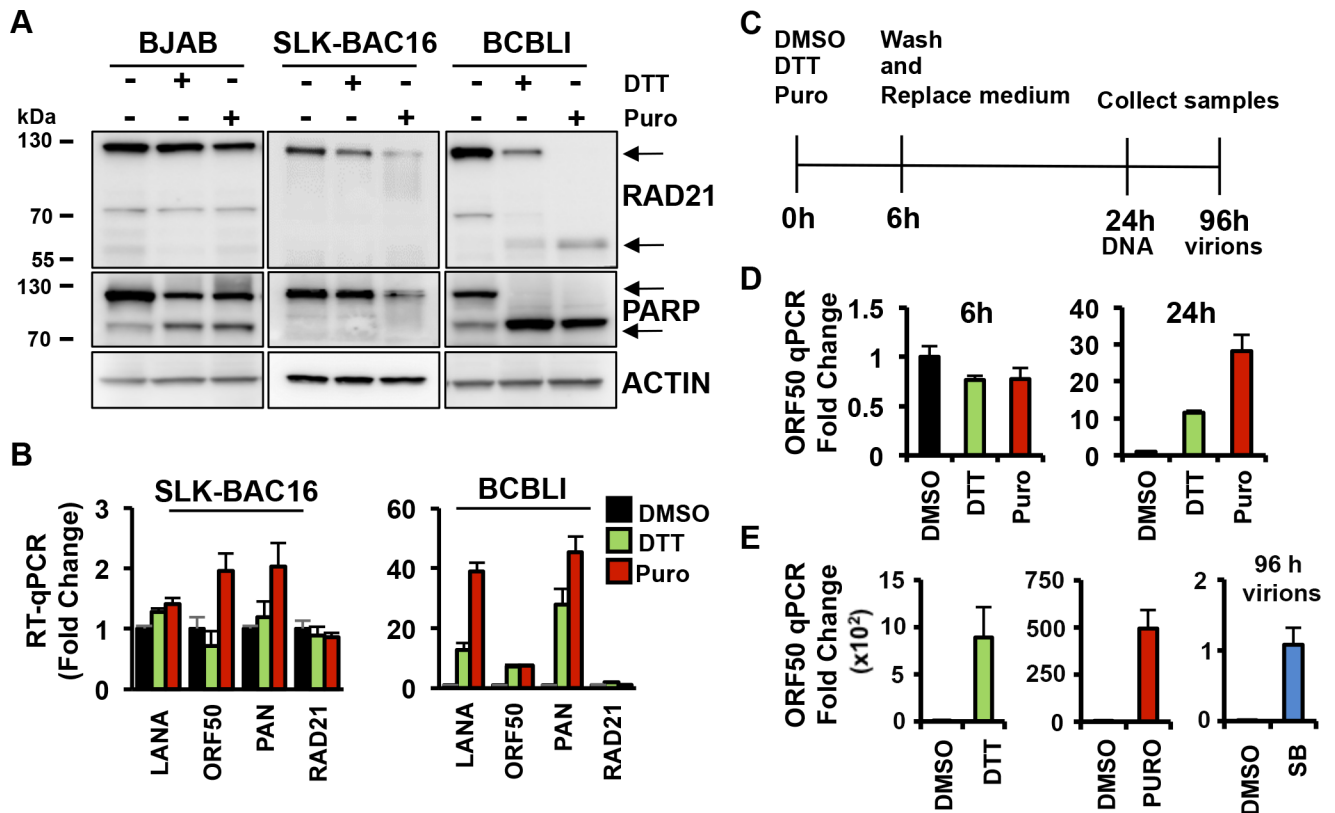 A
BJAB SLK-BAC16 BCBLI
- + - - + - - + - DTT
- - + - - + - - + Puro
kDa
130
RAD21
70
55
130
PARP
70
ACTIN
B
SLK-BAC16
RT-qPCR
(Fold Change)
3
2
1
0
LANA
ORF50
PAN
RAD21
BCBLI
60
40
20
0
LANA
ORF50
PAN
RAD21
DMSO
DTT
Puro
C
DMSO Wash
DTT and
Puro Replace medium
Collect samples
0h 6h 24h 96h
DNA virions
D
ORF50 qPCR
Fold Change
1.5
1
0.5
0
6h
DMSO
DTT
Puro
40
30
20
10
0
24h
DMSO
DTT
Puro
E
ORF50 qPCR
Fold Change
(x10²)
15
10
5
0
DMSO
DTT
750
500
250
0
DMSO
PURO
2
1
0
96 h
virions
DMSO
SB